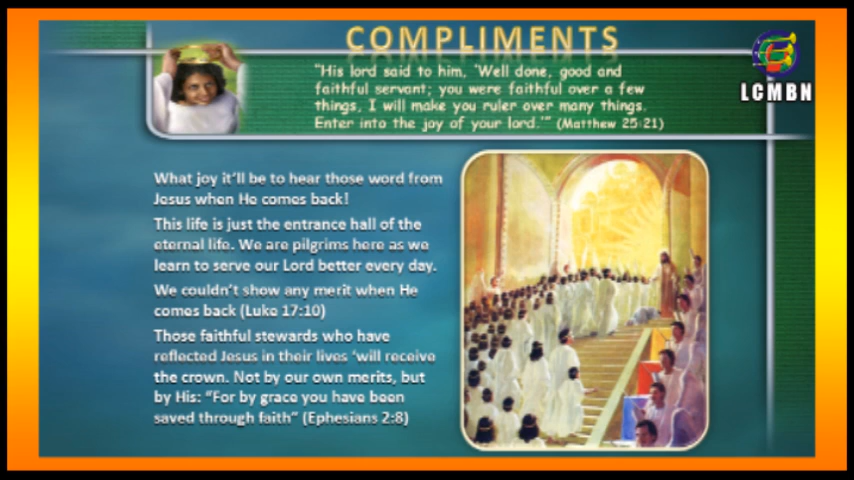 COMPLIMENTS
"His lord said to him, 'Well done, good and
faithful servant; you were faithful over a few
things, I will make you ruler over many things.
Enter into the joy of your lord.'" (Matthew 25:21)
LCMBN
What joy it'll be to hear those word from
Jesus when He comes back!
This life is just the entrance hall of the
eternal life. We are pilgrims here as we
learn to serve our Lord better every day.
We couldn't show any merit when He
comes back (Luke 17:10)
Those faithful stewards who have
reflected Jesus in their lives 'will receive
the crown. Not by our own merits, but
by His: "For by grace you have been
saved through faith" (Ephesians 2:8)